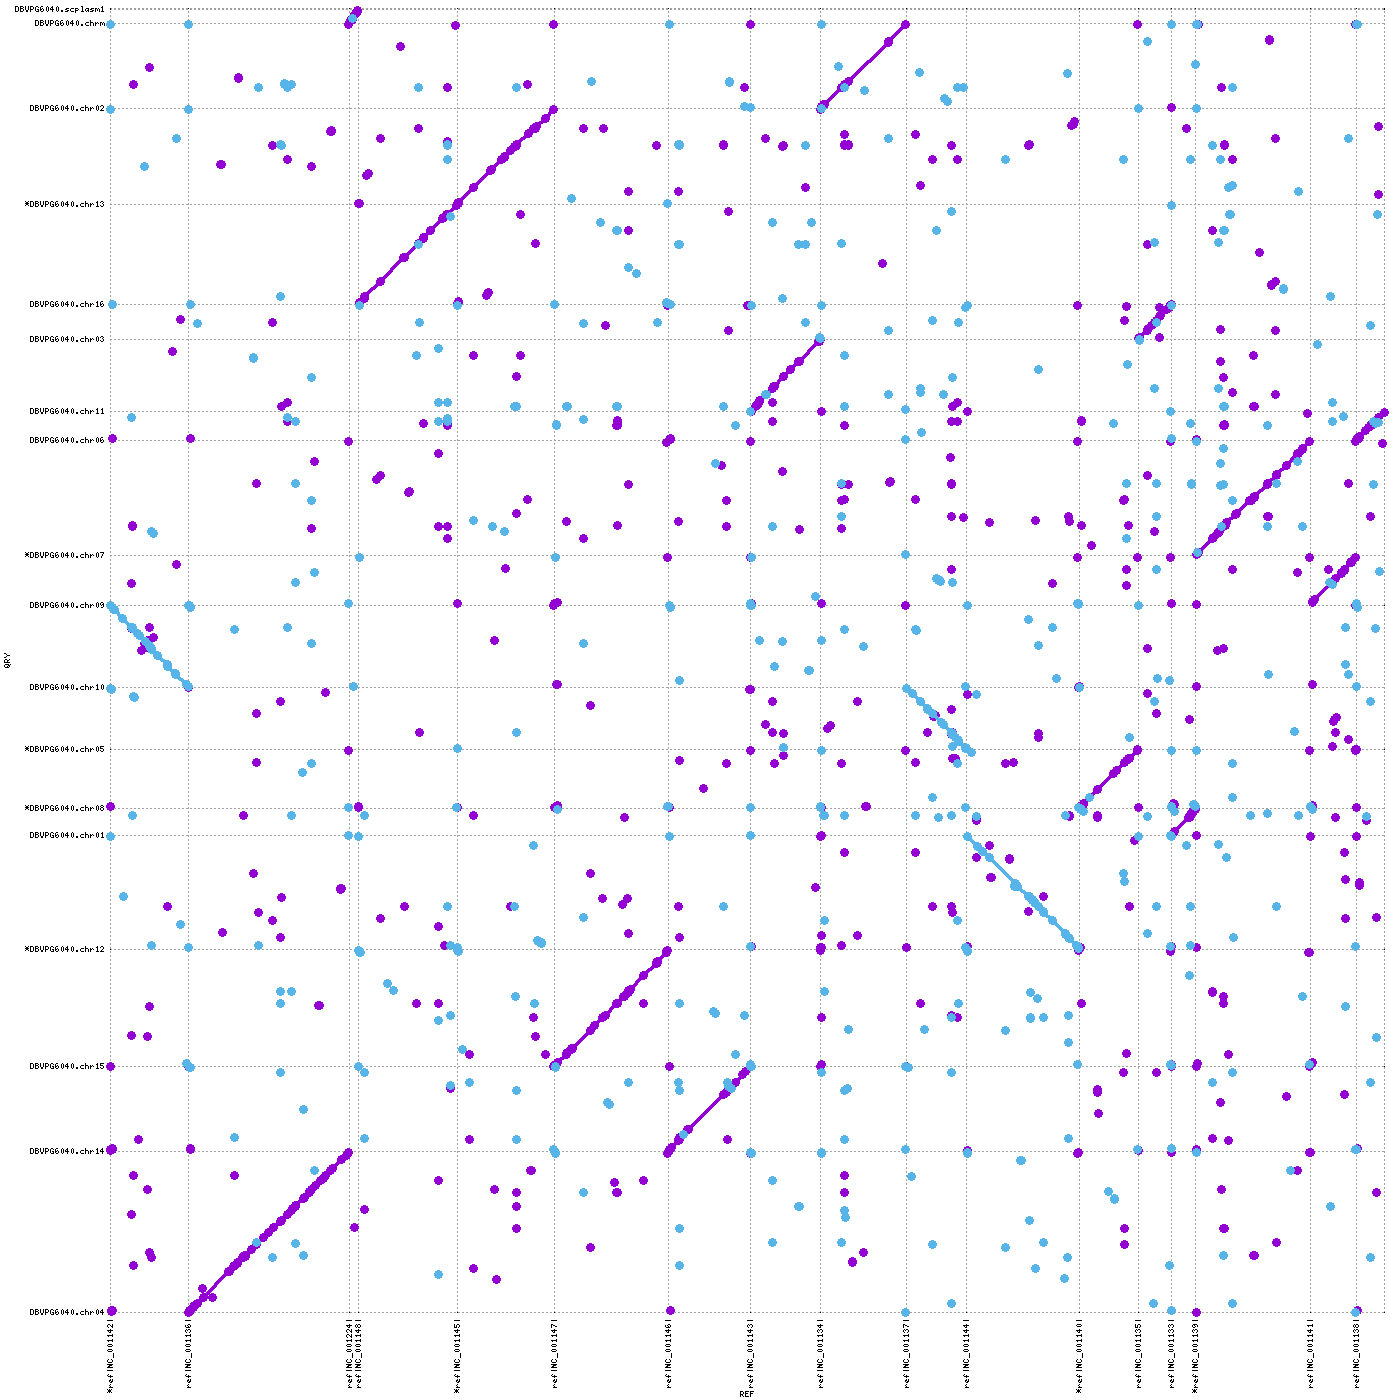 DBVPG6040.scplasm1
DBVPG6040.chrm
DBVPG6040.chr02
*DBVPG6040.chr13
DBVPG6040.chr16
DBVPG6040.chr03
DBVPG6040.chr11
DBVPG6040.chr06
*DBVPG6040.chr07
DBVPG6040.chr09
DBVPG6040.chr10
*DBVPG6040.chr05
*DBVPG6040.chr08
DBVPG6040.chr01
*DBVPG6040.chr12
DBVPG6040.chr15
DBVPG6040.chr14
DBVPG6040.chr04
QRY
*ref|NC_001142|
ref|NC_001136|
ref|NC_001224|
ref|NC_001148|
*ref|NC_001145|
ref|NC_001147|
ref|NC_001146|
ref|NC_001143|
ref|NC_001134|
ref|NC_001137|
ref|NC_001144|
*ref|NC_001140|
ref|NC_001135|
ref|NC_001133|
*ref|NC_001139|
ref|NC_001141|
ref|NC_001138|
REF